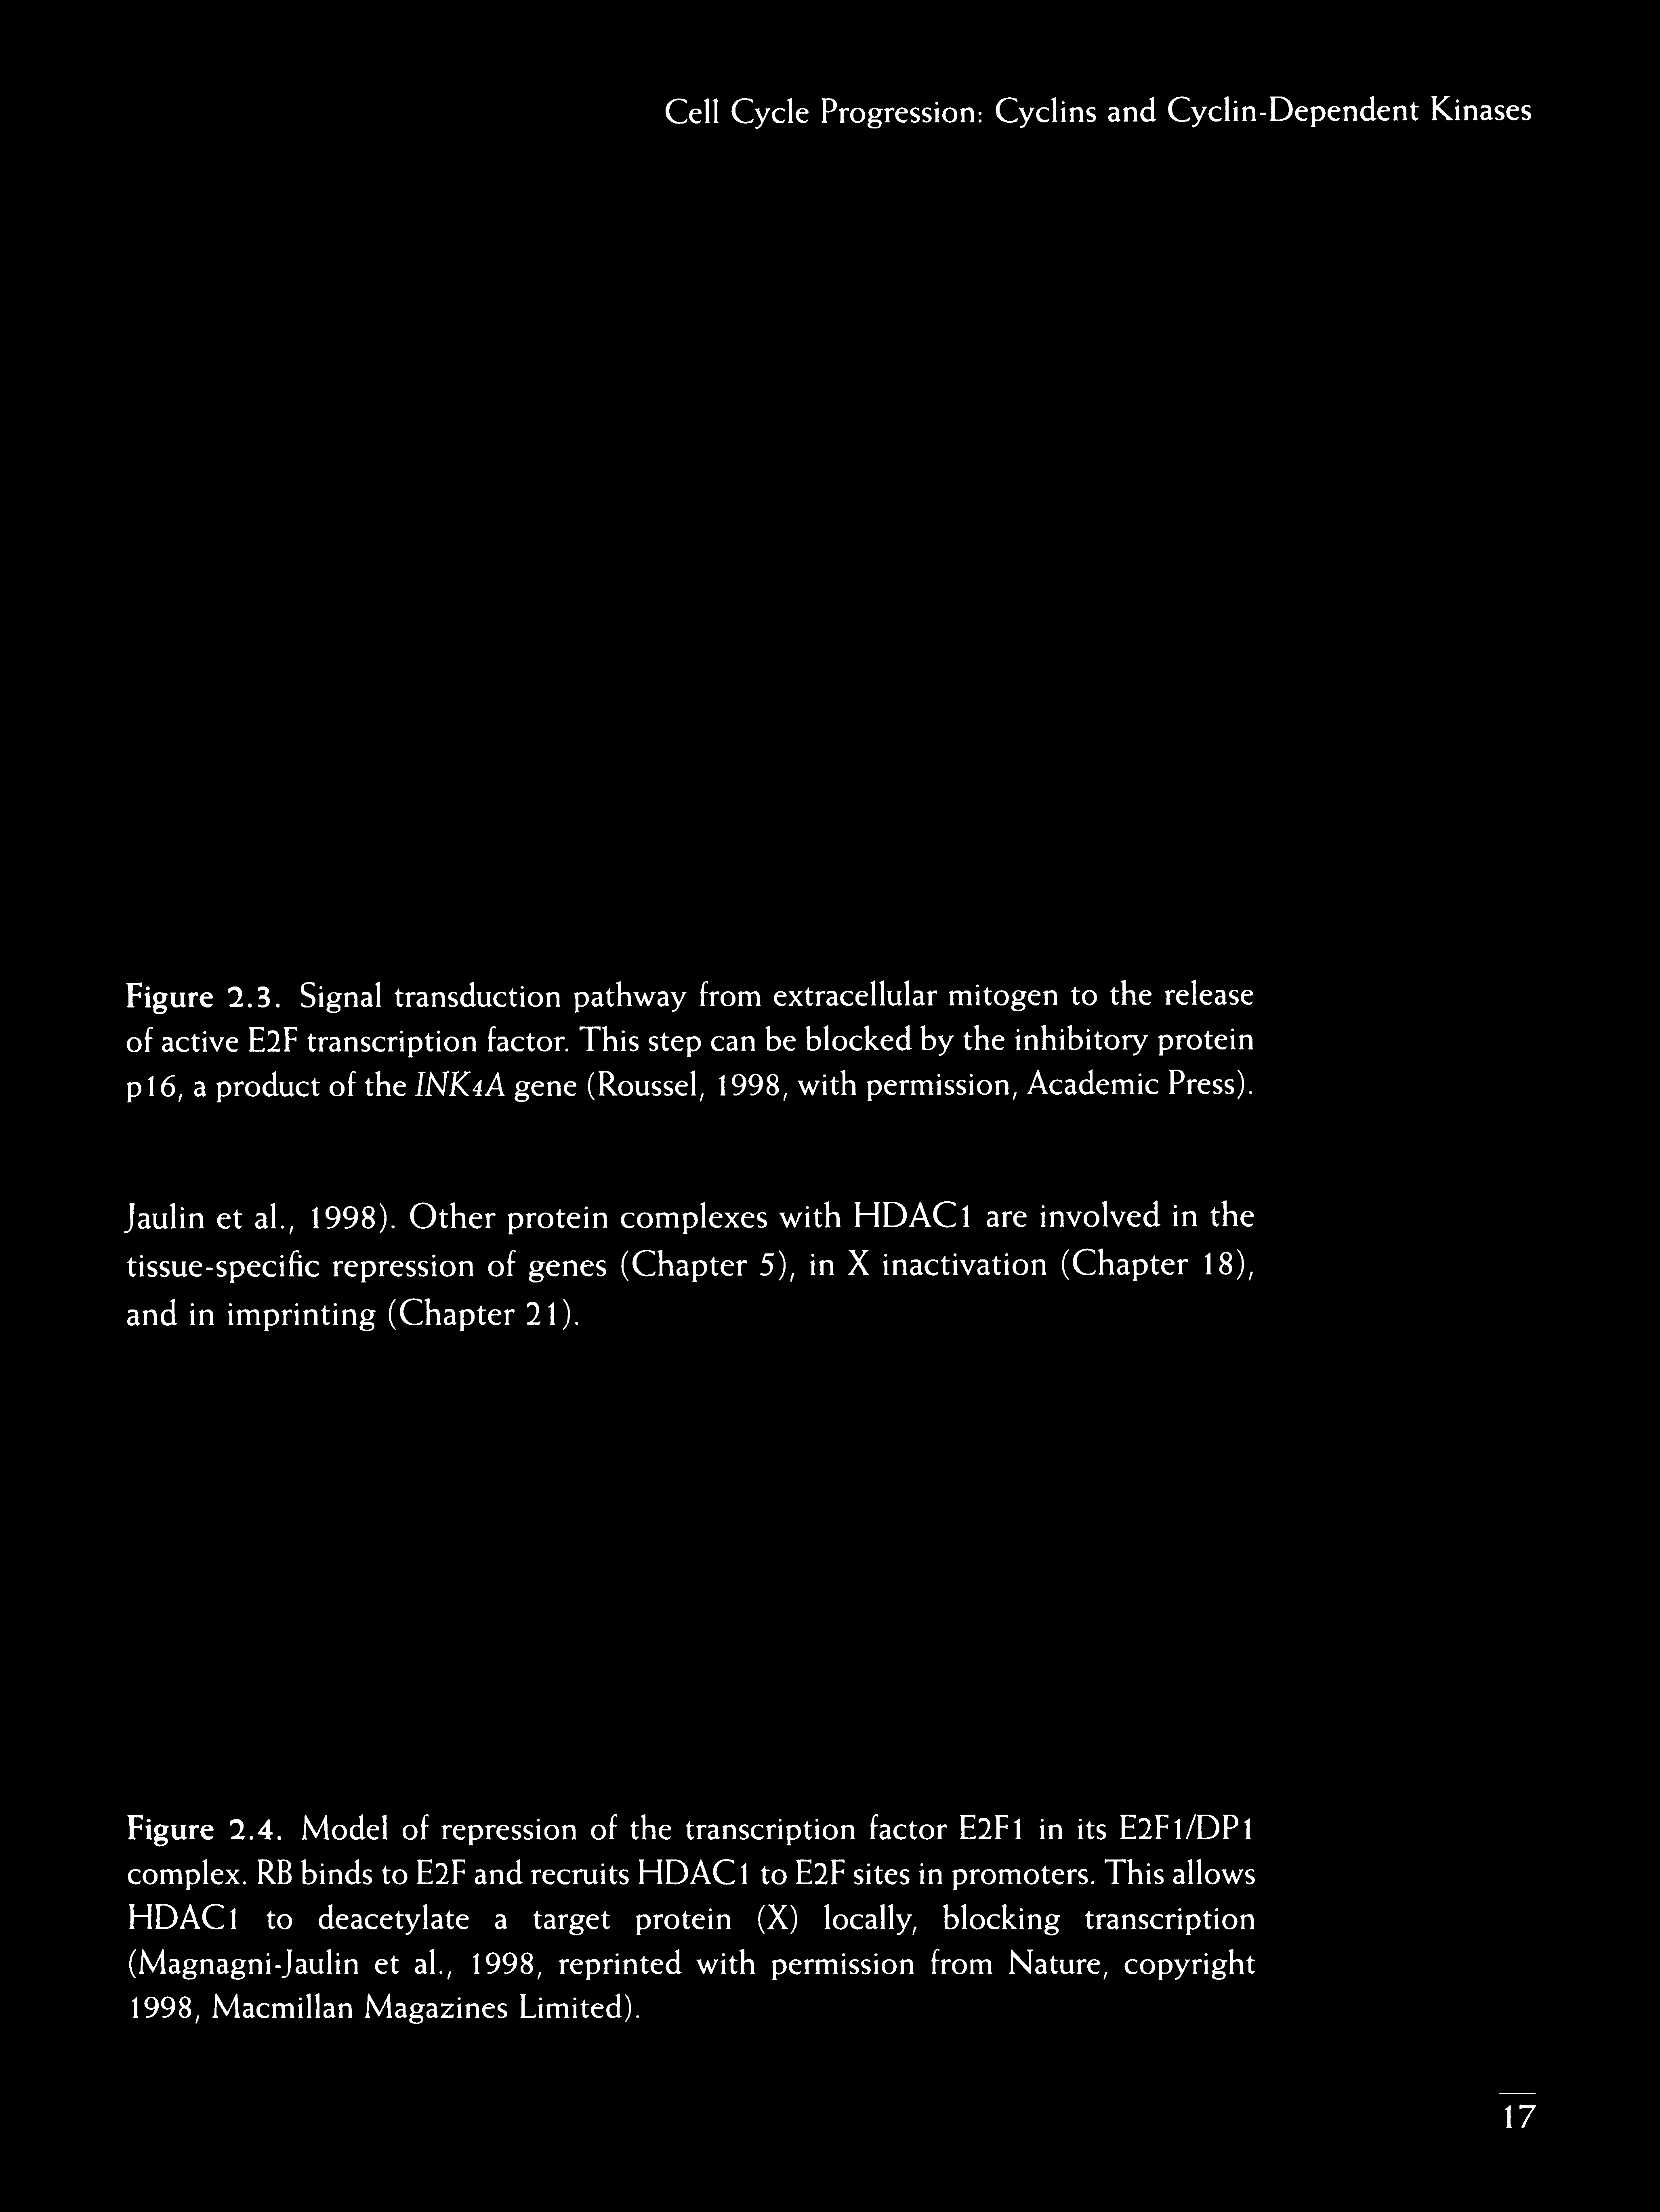 Cell Cycle Progression: Cyclins and Cyclin-Dependent Kinases
Figure 2.3. Signal transduction pathway from extracellular mitogen to the release
of active E2F transcription factor. This step can be blocked by the inhibitory protein
p16, a product of the INK4A gene (Roussel, 1998, with permission, Academic Press).
Jaulin et al., 1998). Other protein complexes with HDAC1 are involved in the
tissue-specific repression of genes (Chapter 5), in X inactivation (Chapter 18),
and in imprinting (Chapter 21).
Figure 2.4. Model of repression of the transcription factor E2F1 in its E2F1/DP1
complex. RB binds to E2F and recruits HDAC1 to E2F sites in promoters. This allows
HDAC1 to deacetylate a target protein (X) locally, blocking transcription
(Magnagni-Jaulin et al., 1998, reprinted with permission from Nature, copyright
1998, Macmillan Magazines Limited).
17